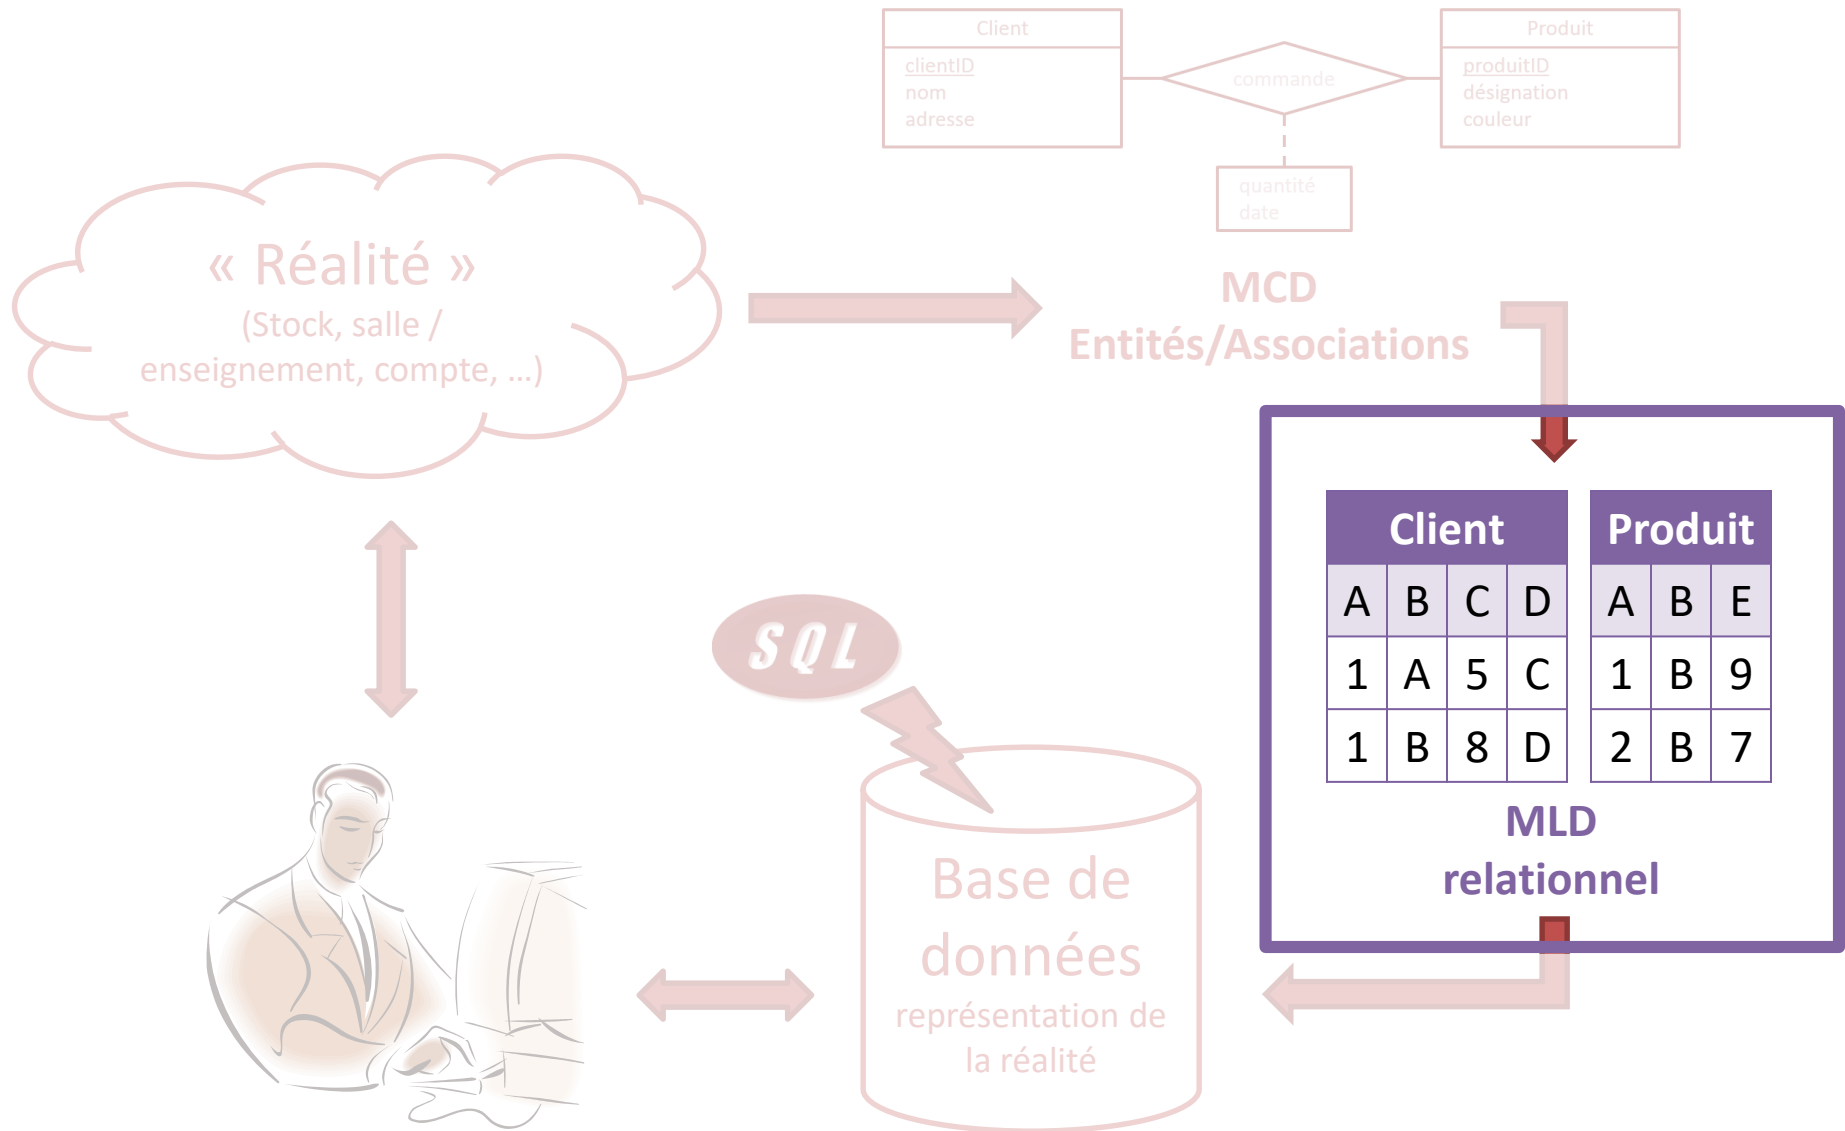 Client
clientID
nom
adresse
commande
Produit
produitID
désignation
couleur
quantité
date
« Réalité »
(Stock, salle /
enseignement, compte, ...)
MCD
Entités/Associations
Client
A B C D
1 A 5 C
1 B 8 D
Produit
A B E
1 B 9
2 B 7
MLD
relationnel
SQL
Base de
données
représentation de
la réalité